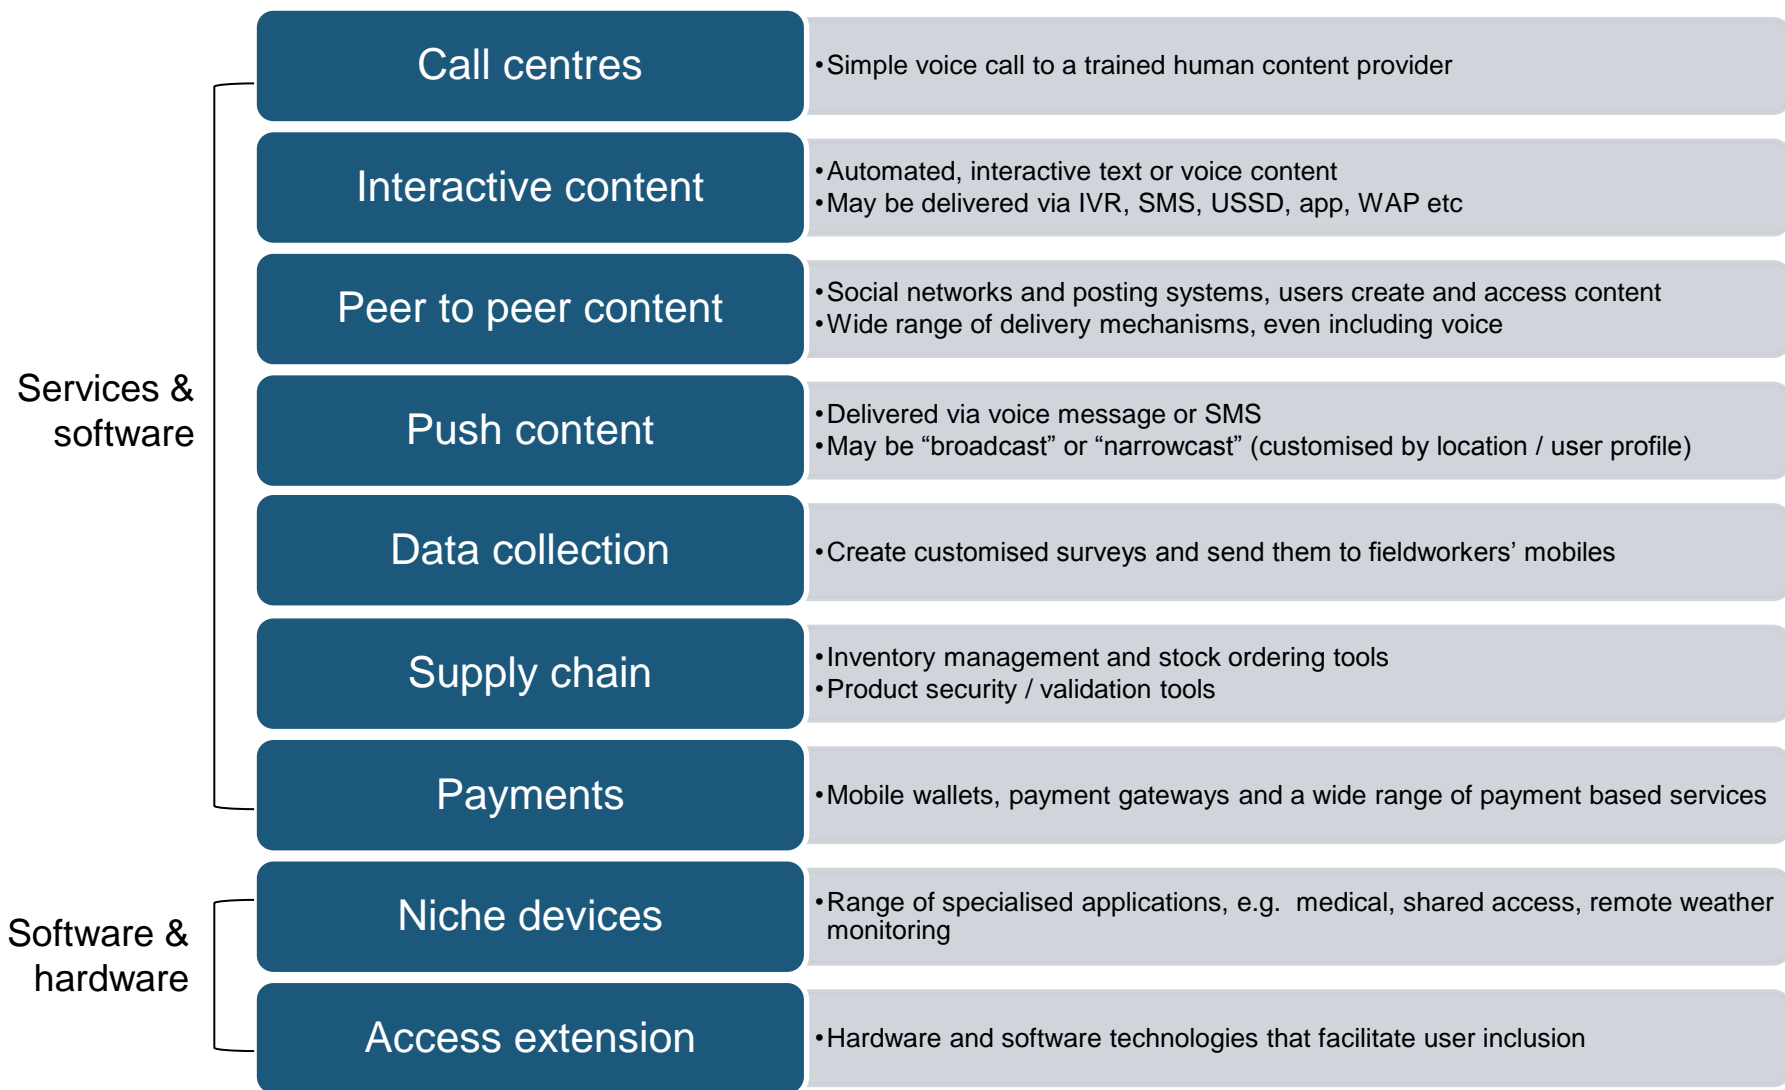 Call centres
•Simple voice call to a trained human content provider
Interactive content
•Automated, interactive text or voice content
•May be delivered via IVR, SMS, USSD, app, WAP etc
Peer to peer content
•Social networks and posting systems, users create and access content
•Wide range of delivery mechanisms, even including voice
Services &
software
Push content
•Delivered via voice message or SMS
•May be “broadcast” or “narrowcast” (customised by location / user profile)
Data collection
•Create customised surveys and send them to fieldworkers’ mobiles
Supply chain
•Inventory management and stock ordering tools
•Product security / validation tools
Payments
•Mobile wallets, payment gateways and a wide range of payment based services
Software &
hardware
Niche devices
•Range of specialised applications, e.g. medical, shared access, remote weather
monitoring
Access extension
•Hardware and software technologies that facilitate user inclusion